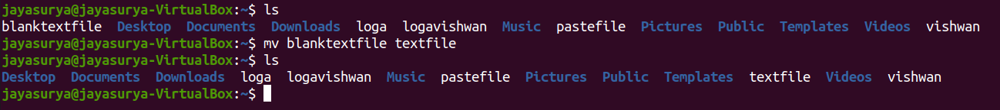 jayasurya@jayasurya-VirtualBox:~$ ls
blanktextfile  Desktop  Documents  Downloads  loga  logavishwan  Music  pastefile  Pictures  Public  Templates  Videos  vishwan
jayasurya@jayasurya-VirtualBox:~$ mv blanktextfile textfile
jayasurya@jayasurya-VirtualBox:~$ ls
Desktop  Documents  Downloads  loga  logavishwan  Music  pastefile  Pictures  Public  Templates  textfile  Videos  vishwan
jayasurya@jayasurya-VirtualBox:~$